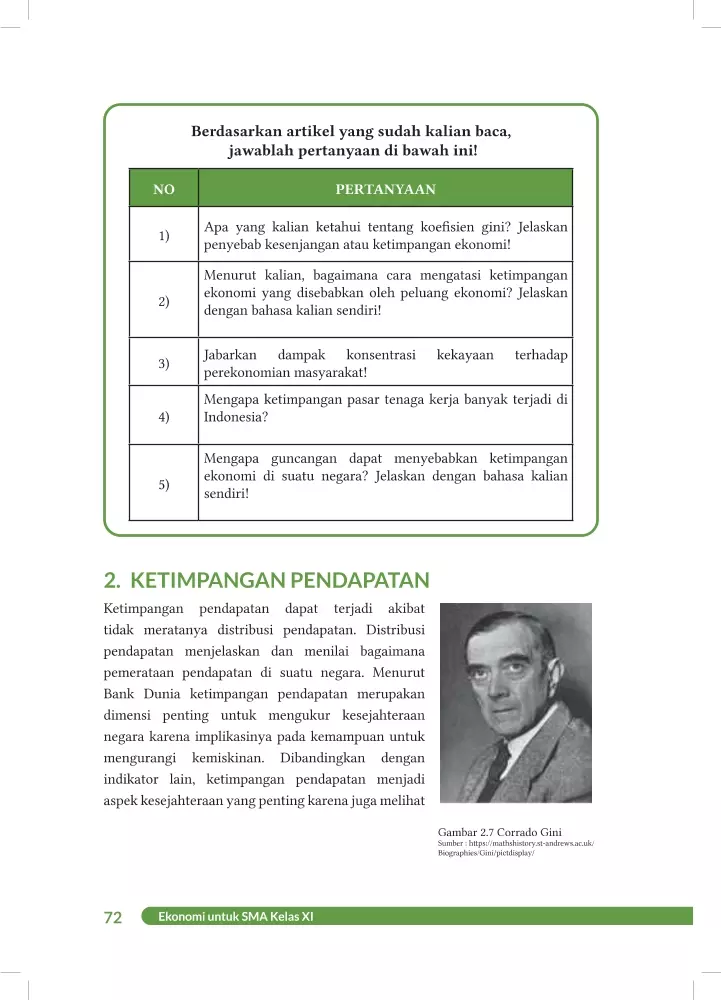 Berdasarkan artikel yang sudah kalian baca,
jawablah pertanyaan di bawah ini!
NO PERTANYAAN
1) Apa yang kalian ketahui tentang koefisien gini? Jelaskan
penyebab kesenjangan atau ketimpangan ekonomi!
2) Menurut kalian, bagaimana cara mengatasi ketimpangan
ekonomi yang disebabkan oleh peluang ekonomi? Jelaskan
dengan bahasa kalian sendiri!
3) Jabarkan dampak konsentrasi kekayaan terhadap
perekonomian masyarakat!
4) Mengapa ketimpangan pasar tenaga kerja banyak terjadi di
Indonesia?
5) Mengapa guncangan dapat menyebabkan ketimpangan
ekonomi di suatu negara? Jelaskan dengan bahasa kalian
sendiri!
2. KETIMPANGAN PENDAPATAN
Ketimpangan pendapatan dapat terjadi akibat
tidak meratanya distribusi pendapatan. Distribusi
pendapatan menjelaskan dan menilai bagaimana
pemerataan pendapatan di suatu negara. Menurut
Bank Dunia ketimpangan pendapatan merupakan
dimensi penting untuk mengukur kesejahteraan
negara karena implikasinya pada kemampuan untuk
mengurangi kemiskinan. Dibandingkan dengan
indikator lain, ketimpangan pendapatan menjadi
aspek kesejahteraan yang penting karena juga melihat
Gambar 2.7 Corrado Gini
Sumber : https://mathshistory.st-andrews.ac.uk/
Biographies/Gini/pictdisplay/
72 Ekonomi untuk SMA Kelas XI